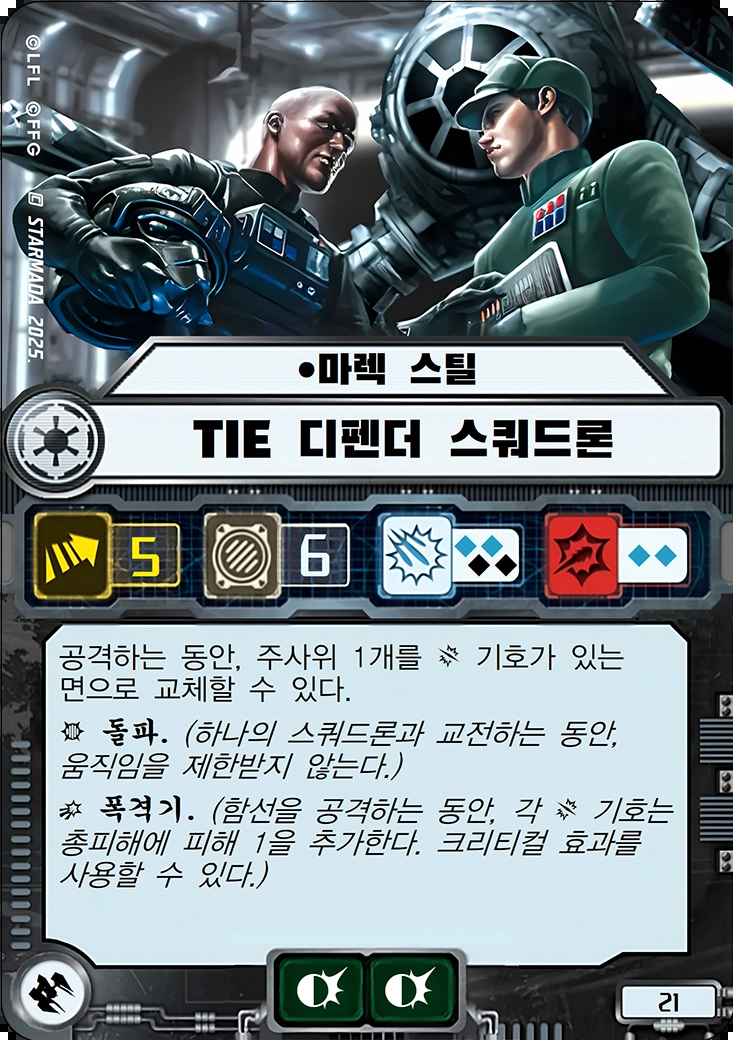 ©LFL ©FFG STARMADA 2025.
•마렉 스틸
TIE 디펜더 스쿼드론
5 6
공격하는 동안, 주사위 1개를 기호가 있는
면으로 교체할 수 있다.
돌파. (하나의 스쿼드론과 교전하는 동안,
움직임을 제한받지 않는다.)
폭격기. (함선을 공격하는 동안, 각 기호는
총피해에 피해 1을 추가한다. 크리티컬 효과를
사용할 수 있다.)
21